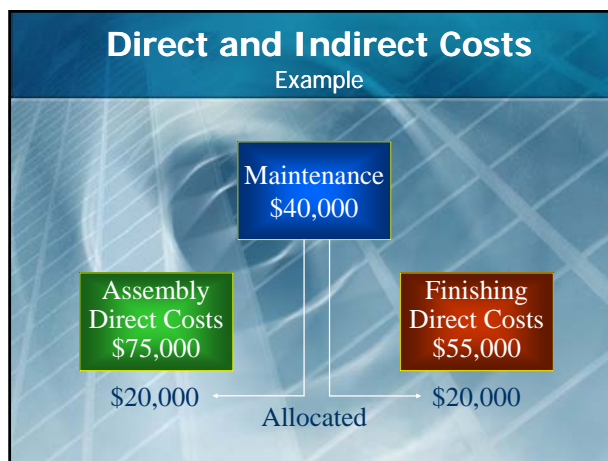 Direct and Indirect Costs
Example
Maintenance
$40,000
Assembly
Direct Costs
$75,000
Finishing
Direct Costs
$55,000
$20,000
Allocated
$20,000